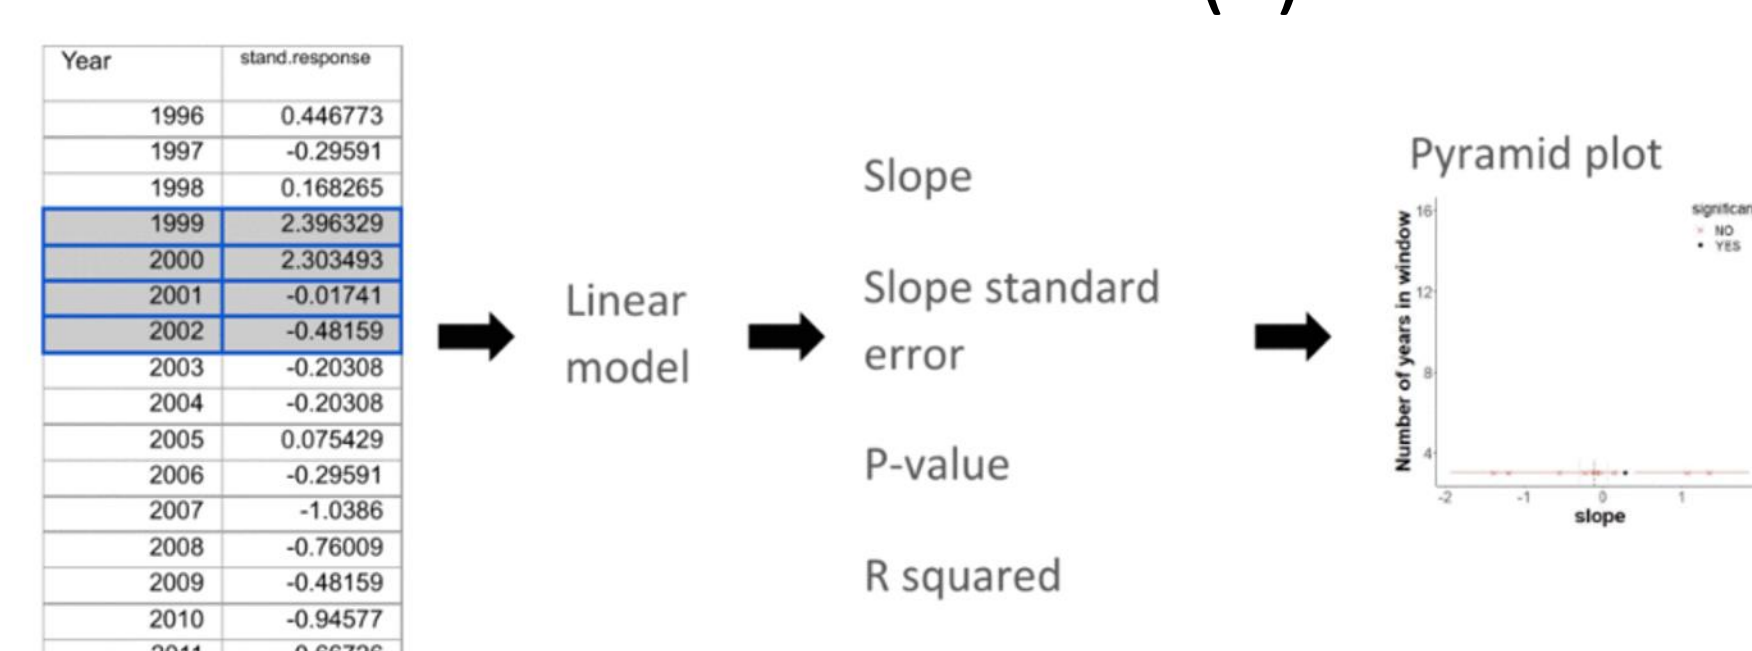 Year stand.response
1996 0.446773
1997 -0.29591
1998 0.168265
1999 2.396329
2000 2.303493
2001 -0.01741
2002 -0.48159
2003 -0.20308
2004 -0.20308
2005 0.075429
2006 -0.29591
2007 -1.0386
2008 -0.76009
2009 -0.48159
2010 -0.94577
Linear
model
Slope
Slope standard
error
P-value
R squared
Pyramid plot
Number of years in window
16
12
8
4
significan
NO
YES
-2 -1 0 1
slope